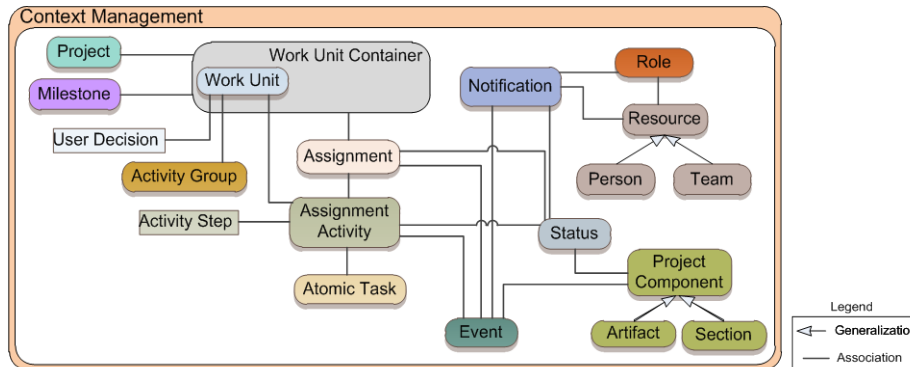 Context Management
Project
Work Unit Container
Work Unit
Milestone
User Decision
Activity Group
Assignment
Activity Step
Assignment
Activity
Atomic Task
Notification
Role
Resource
Person
Team
Status
Project
Component
Event
Artifact
Section
Legend
Generalizatio
Association